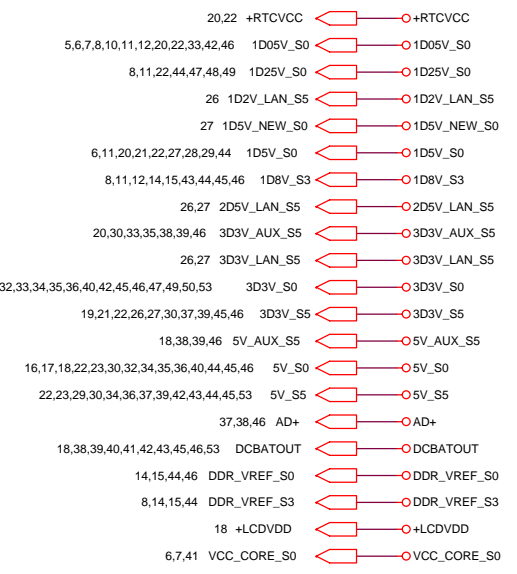 20,22 +RTCVCC +RTCVCC
5,6,7,8,10,11,12,20,22,33,42,46 1D05V_S0 1D05V_S0
8,11,22,44,47,48,49 1D25V_S0 1D25V_S0
26 1D2V_LAN_S5 1D2V_LAN_S5
27 1D5V_NEW_S0 1D5V_NEW_S0
6,11,20,21,22,27,28,29,44 1D5V_S0 1D5V_S0
8,11,12,14,15,43,44,45,46 1D8V_S3 1D8V_S3
26,27 2D5V_LAN_S5 2D5V_LAN_S5
20,30,33,35,38,39,46 3D3V_AUX_S5 3D3V_AUX_S5
26,27 3D3V_LAN_S5 3D3V_LAN_S5
32,33,34,35,36,40,42,45,46,47,49,50,53 3D3V_S0 3D3V_S0
19,21,22,26,27,30,37,39,45,46 3D3V_S5 3D3V_S5
18,38,39,46 5V_AUX_S5 5V_AUX_S5
16,17,18,22,23,30,32,34,35,36,40,44,45,46 5V_S0 5V_S0
22,23,29,30,34,36,37,39,42,43,44,45,53 5V_S5 5V_S5
37,38,46 AD+ AD+
18,38,39,40,41,42,43,45,46,53 DCBATOUT DCBATOUT
14,15,44,46 DDR_VREF_S0 DDR_VREF_S0
8,14,15,44 DDR_VREF_S3 DDR_VREF_S3
18 +LCDVDD +LCDVDD
6,7,41 VCC_CORE_S0 VCC_CORE_S0